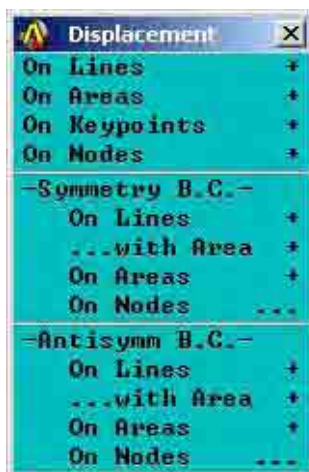 Displacement
On Lines +
On Areas +
On Keypoints +
On Nodes +
-Symmetry B.C.-
On Lines +
...with Area +
On Areas +
On Nodes ...
-Antisymm B.C.-
On Lines +
...with Area +
On Areas +
On Nodes ...